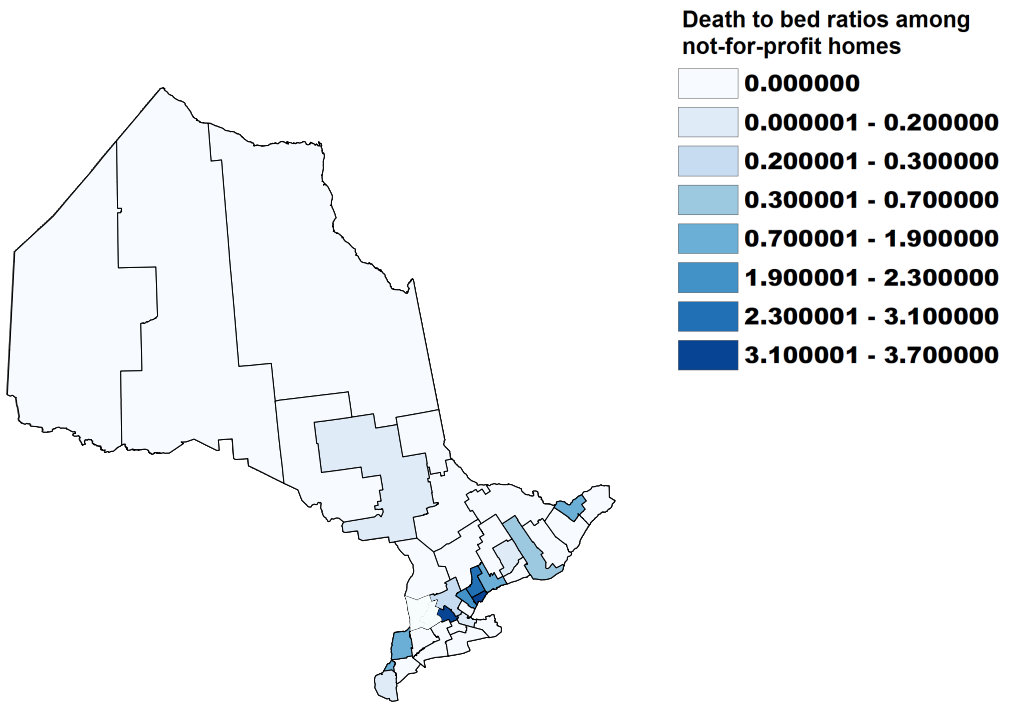 Death to bed ratios among
not-for-profit homes
0.000000
0.000001 - 0.200000
0.200001 - 0.300000
0.300001 - 0.700000
0.700001 - 1.900000
1.900001 - 2.300000
2.300001 - 3.100000
3.100001 - 3.700000